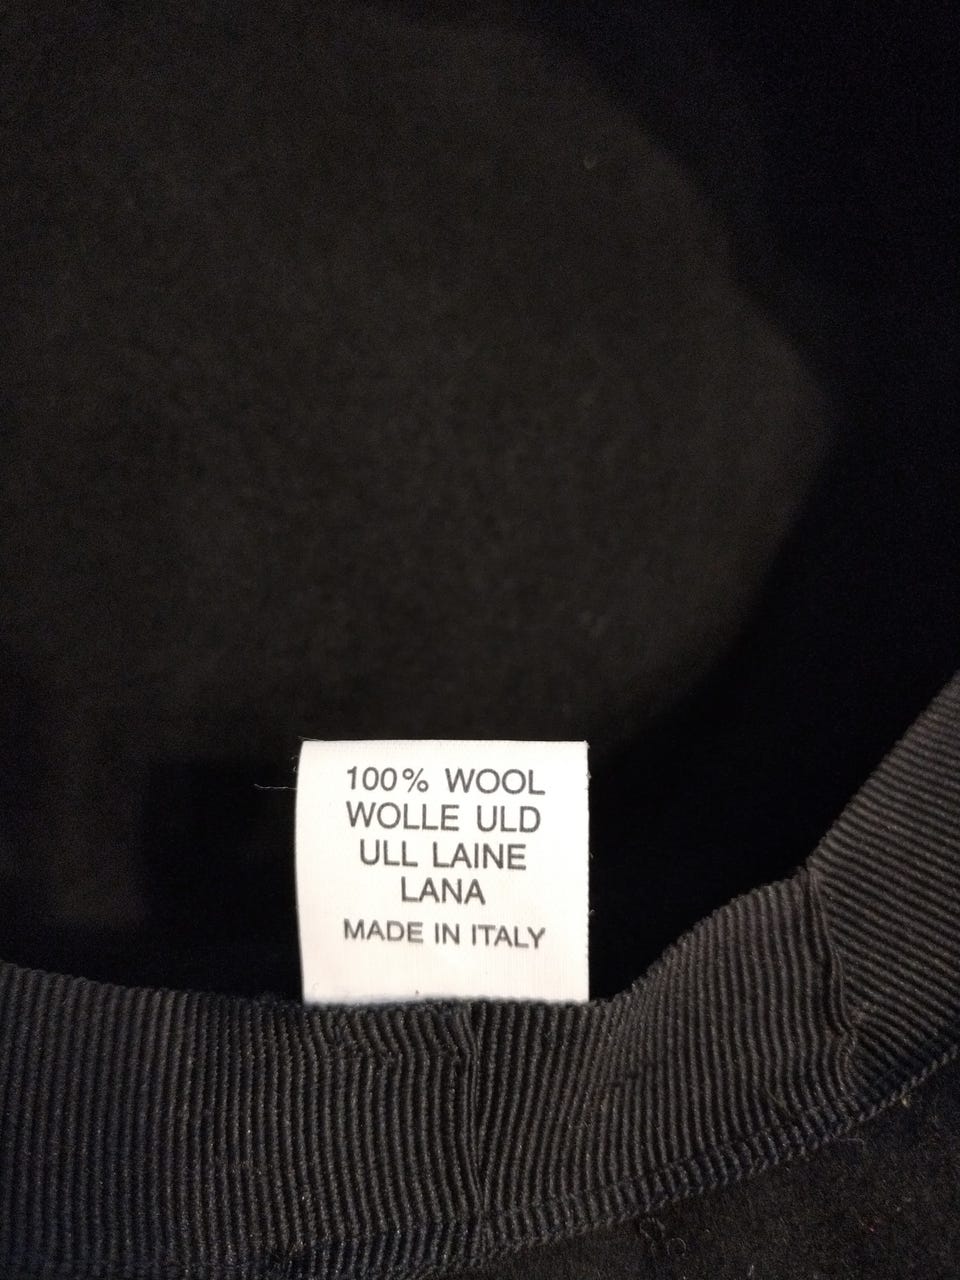 100% WOOL
WOLLE ULD
ULL LAINE
LANA
MADE IN ITALY